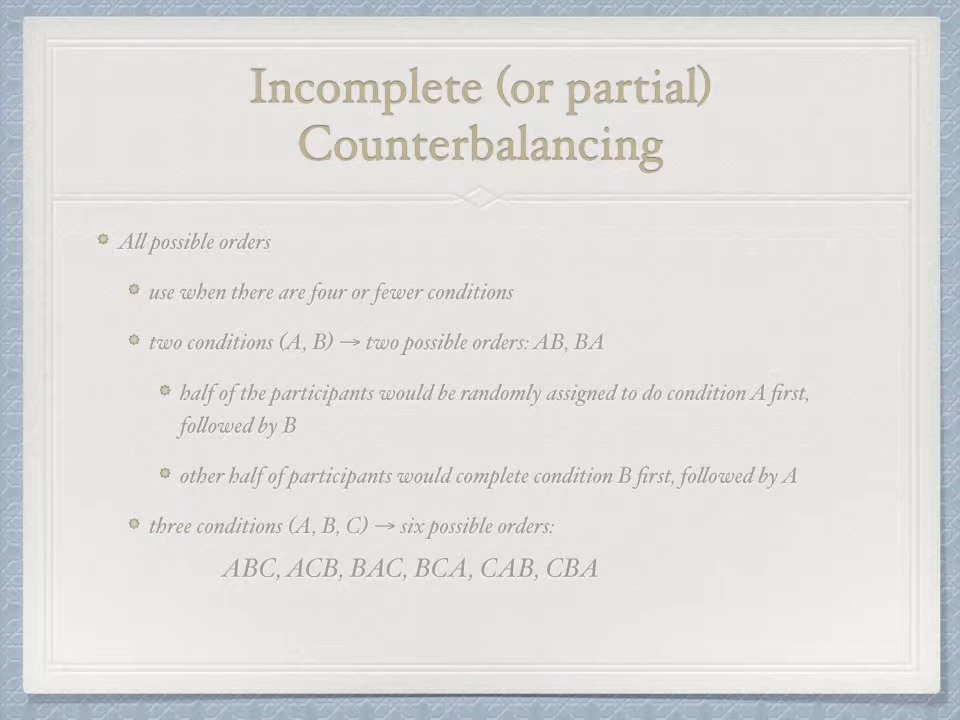 Incomplete (or partial)
Counterbalancing
All possible orders
use when there are four or fewer conditions
two conditions (A, B) → two possible orders: AB, BA
half of the participants would be randomly assigned to do condition A first,
followed by B
other half of participants would complete condition B first, followed by A
three conditions (A, B, C) → six possible orders:
ABC, ACB, BAC, BCA, CAB, CBA